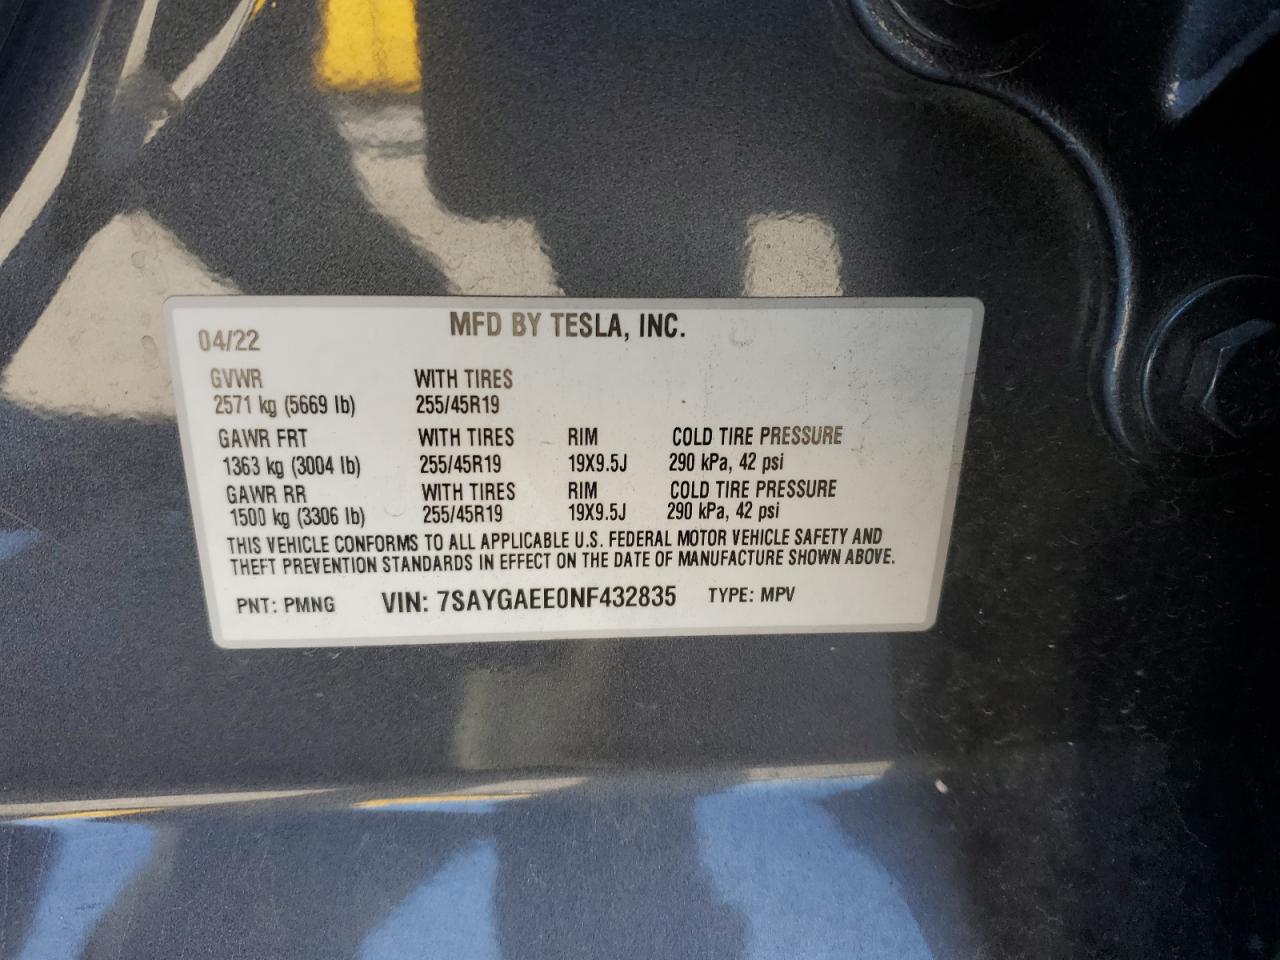 MFD BY TESLA, INC.
04/22
GVWR WITH TIRES
2571 kg (5669 lb) 255/45R19
GAWR FRT WITH TIRES RIM COLD TIRE PRESSURE
1363 kg (3004 lb) 255/45R19 19X9.5J 290 kPa, 42 psi
GAWR RR WITH TIRES RIM COLD TIRE PRESSURE
1500 kg (3306 lb) 255/45R19 19X9.5J 290 kPa, 42 psi
THIS VEHICLE CONFORMS TO ALL APPLICABLE U.S. FEDERAL MOTOR VEHICLE SAFETY AND
THEFT PREVENTION STANDARDS IN EFFECT ON THE DATE OF MANUFACTURE SHOWN ABOVE.
PNT: PMNG VIN: 7SAYGAEE0NF432835 TYPE: MPV